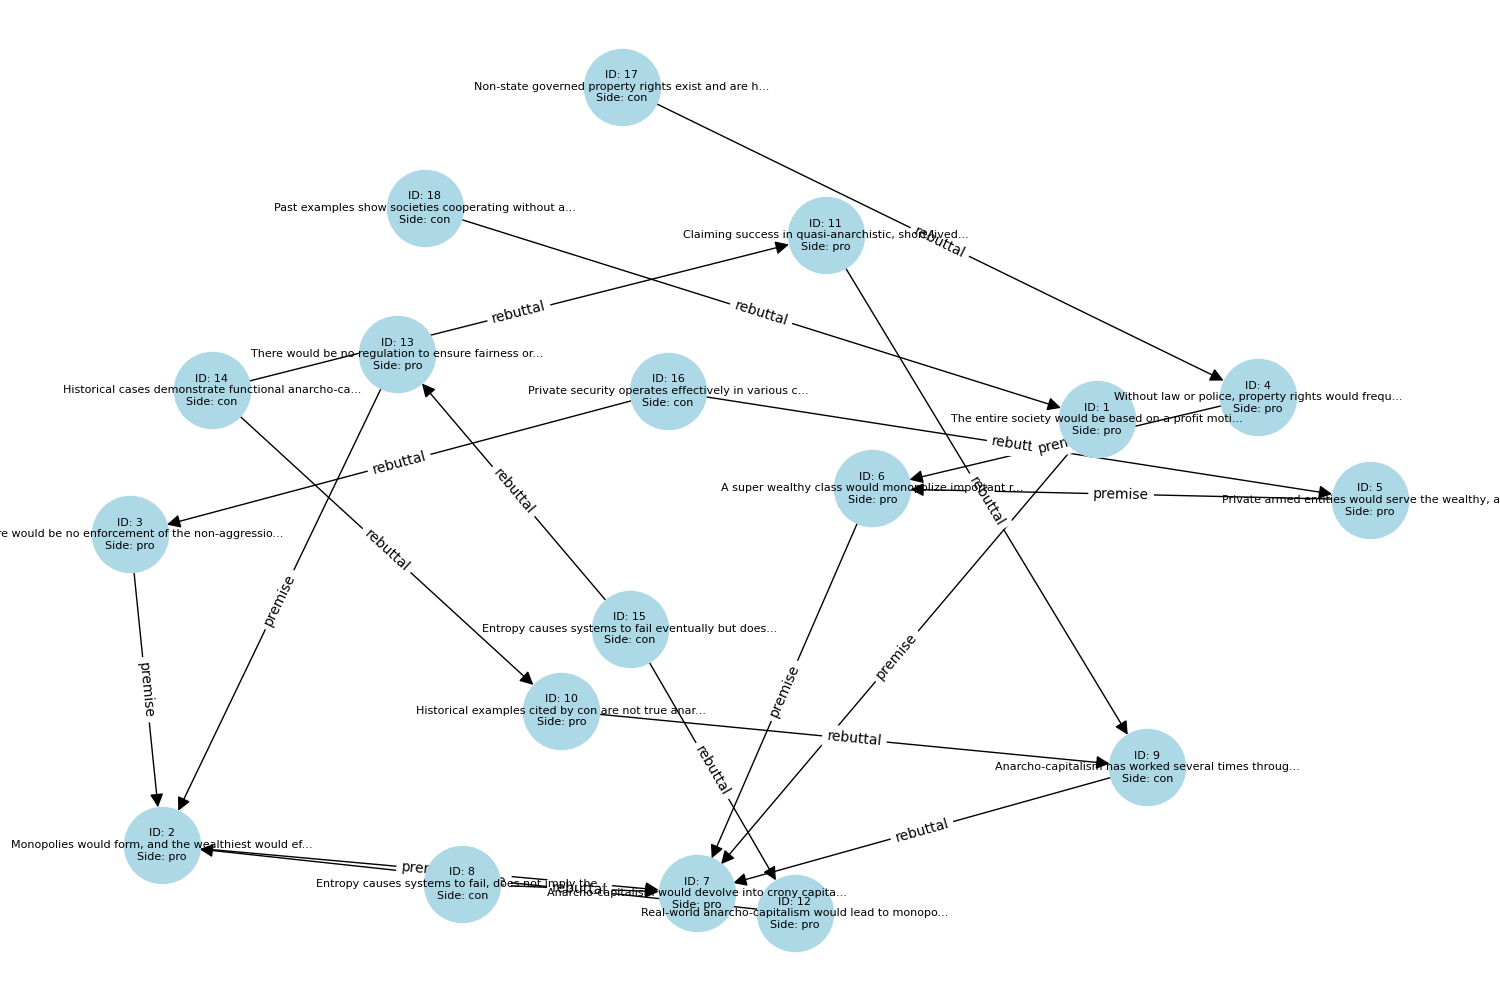 ID: 17
Non-state governed property rights exist and are h...
Side: con
ID: 18
Past examples show societies cooperating without a...
Side: con
ID: 11
Claiming success in quasi-anarchistic, short-lived...
Side: pro
rebuttal
rebuttal
rebuttal
ID: 13
There would be no regulation to ensure fairness or...
Side: pro
ID: 14
Historical cases demonstrate functional anarcho-ca...
Side: con
ID: 16
Private security operates effectively in various c...
Side: con
ID: 4
Without law or police, property rights would frequ...
Side: pro
ID: 1
The entire society would be based on a profit moti...
Side: pro
rebutt
prem
rebuttal
ID: 6
A super wealthy class would monopolize important r...
Side: pro
premise
ID: 5
Private armed entities would serve the wealthy, a
Side: pro
rebuttal
rebuttal
ID: 3
re would be no enforcement of the non-aggressio...
Side: pro
rebuttal
premise
ID: 15
Entropy causes systems to fail eventually but does...
Side: con
premise
premise
premise
ID: 10
Historical examples cited by con are not true anar...
Side: pro
rebuttal
rebuttal
ID: 9
Anarcho-capitalism has worked several times throug...
Side: con
rebuttal
ID: 2
Monopolies would form, and the wealthiest would ef...
Side: pro
prem
ID: 8
Entropy causes systems to fail, does not imply the...
Side: con
rebuttal
ID: 7
Anarcho-capitalism would devolve into crony capita...
Side: pro
ID: 12
Real-world anarcho-capitalism would lead to monopo...
Side: pro